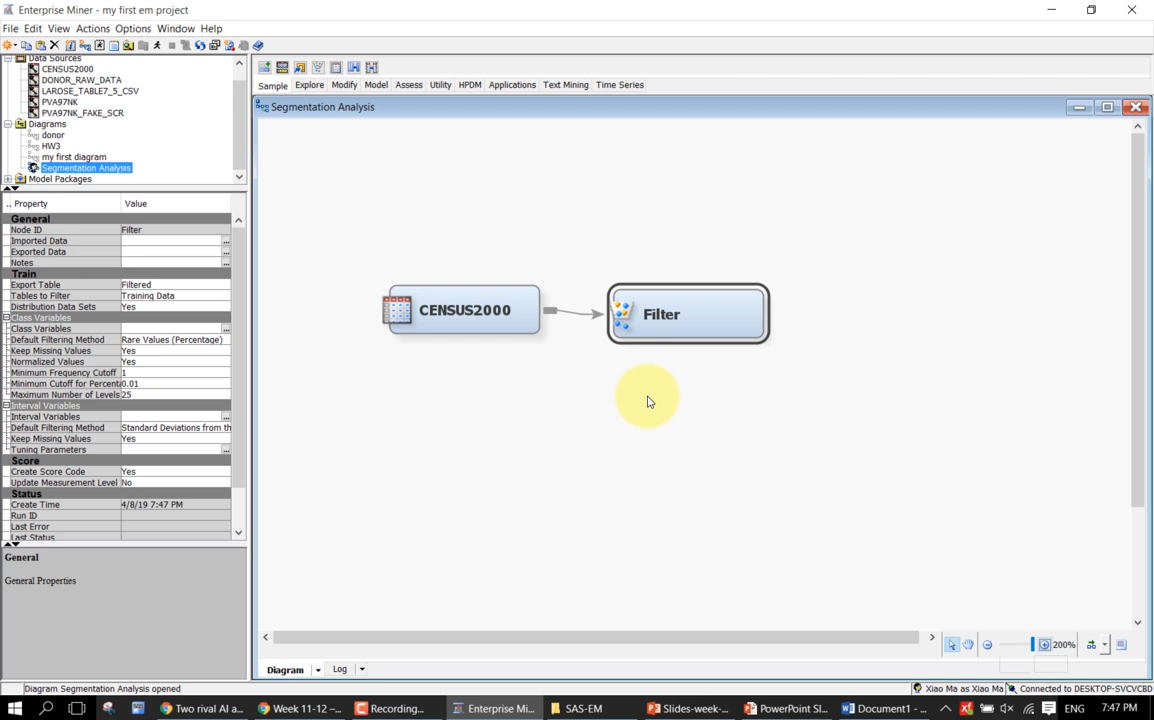 Enterprise Miner - my first em project
File Edit View Actions Options Window Help
Data Sources
CENSUS2000
DONOR_RAW_DATA
LAROSE_TABLE7_5_CSV
PVA97NK
PVA97NK_FAKE_SCR
Diagrams
donor
HW3
my first diagram
Segmentation Analysis
Model Packages
.. Property Value
General
Node ID Filter
Imported Data ...
Exported Data ...
Notes ...
Train
Export Table Filtered
Tables to Filter Training Data
Distribution Data Sets Yes
Class Variables
Class Variables ...
Default Filtering Method Rare Values (Percentage)
Keep Missing Values Yes
Normalized Values Yes
Minimum Frequency Cutoff 1
Minimum Cutoff for Percenta 0.01
Maximum Number of Levels 25
Interval Variables
Interval Variables ...
Default Filtering Method Standard Deviations from th
Keep Missing Values Yes
Tuning Parameters ...
Score
Create Score Code Yes
Update Measurement Level No
Status
Create Time 4/8/19 7:47 PM
Run ID
Last Error
Last Status
General
General Properties
Sample Explore Modify Model Assess Utility HPDM Applications Text Mining Time Series
Segmentation Analysis
CENSUS2000
Filter
200%
Diagram Log
Diagram Segmentation Analysis opened
Xiao Ma as Xiao Ma Connected to DESKTOP-SVCVCBD
Two rival AI a... Week 11-12 –... Recording... Enterprise Mi... SAS-EM Slides-week-... PowerPoint Sl... Document1 - ... ENG 7:47 PM